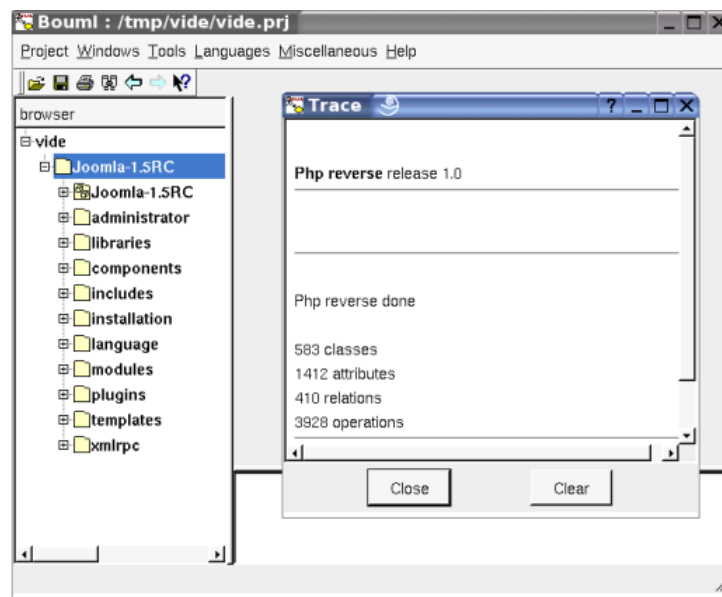 Bouml : /tmp/vide/vide.prj
Project Windows Tools Languages Miscellaneous Help
browser
vide
Joomla-1.5RC
Joomla-1.5RC
administrator
libraries
components
includes
installation
language
modules
plugins
templates
xmlrpc
Trace
Php reverse release 1.0
Php reverse done
583 classes
1412 attributes
410 relations
3928 operations
Close Clear